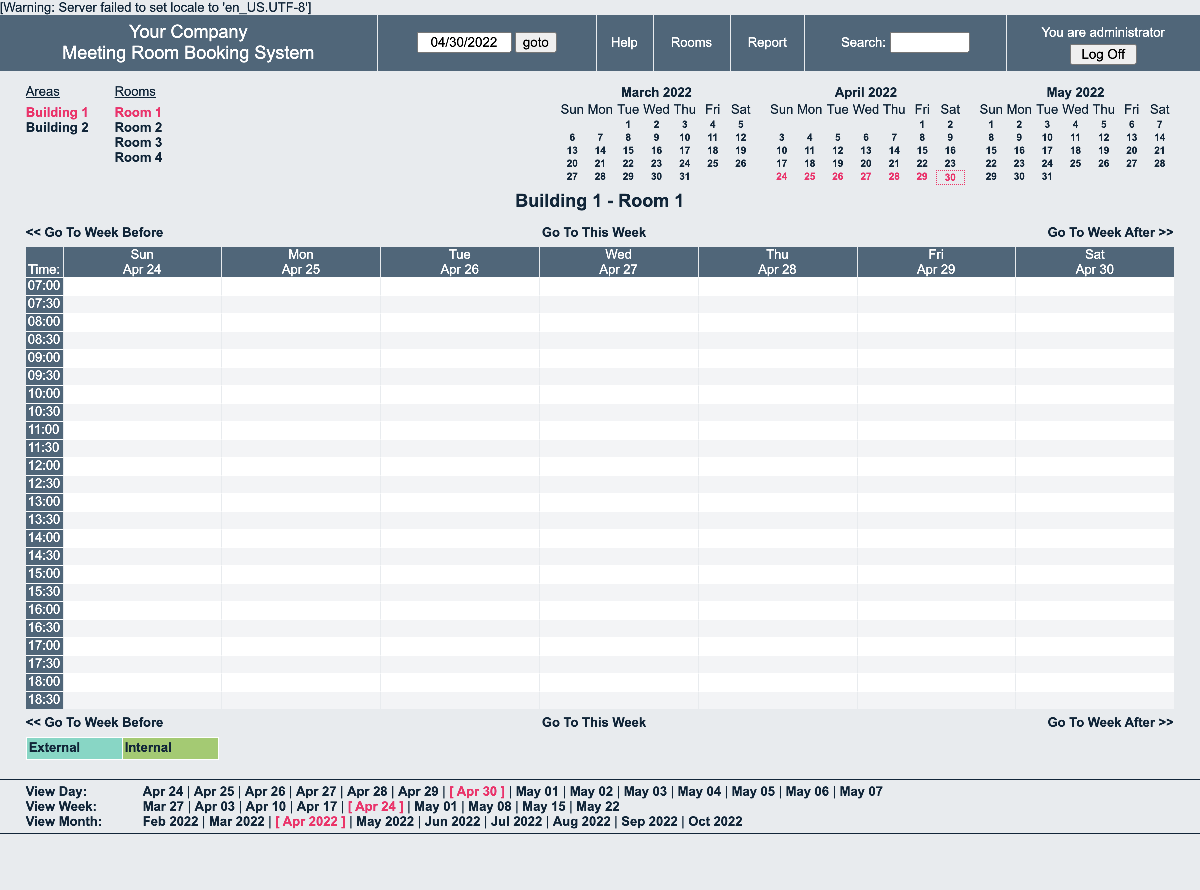 [Warning: Server failed to set locale to 'en_US.UTF-8']
Your Company
Meeting Room Booking System
04/30/2022 goto
Help
Rooms
Report
Search:
You are administrator
Log Off
Areas
Building 1
Building 2
Rooms
Room 1
Room 2
Room 3
Room 4
March 2022
Sun Mon Tue Wed Thu Fri Sat
1 2 3 4 5
6 7 8 9 10 11 12
13 14 15 16 17 18 19
20 21 22 23 24 25 26
27 28 29 30 31
April 2022
Sun Mon Tue Wed Thu Fri Sat
1 2
3 4 5 6 7 8 9
10 11 12 13 14 15 16
17 18 19 20 21 22 23
24 25 26 27 28 29 30
May 2022
Sun Mon Tue Wed Thu Fri Sat
1 2 3 4 5 6 7
8 9 10 11 12 13 14
15 16 17 18 19 20 21
22 23 24 25 26 27 28
29 30 31
Building 1 - Room 1
<< Go To Week Before Go To This Week Go To Week After >>
Sun Mon Tue Wed Thu Fri Sat
Time: Apr 24 Apr 25 Apr 26 Apr 27 Apr 28 Apr 29 Apr 30
07:00
07:30
08:00
08:30
09:00
09:30
10:00
10:30
11:00
11:30
12:00
12:30
13:00
13:30
14:00
14:30
15:00
15:30
16:00
16:30
17:00
17:30
18:00
18:30
<< Go To Week Before Go To This Week Go To Week After >>
External Internal
View Day: Apr 24 | Apr 25 | Apr 26 | Apr 27 | Apr 28 | Apr 29 | [ Apr 30 ] | May 01 | May 02 | May 03 | May 04 | May 05 | May 06 | May 07
View Week: Mar 27 | Apr 03 | Apr 10 | Apr 17 | [ Apr 24 ] | May 01 | May 08 | May 15 | May 22
View Month: Feb 2022 | Mar 2022 | [ Apr 2022 ] | May 2022 | Jun 2022 | Jul 2022 | Aug 2022 | Sep 2022 | Oct 2022